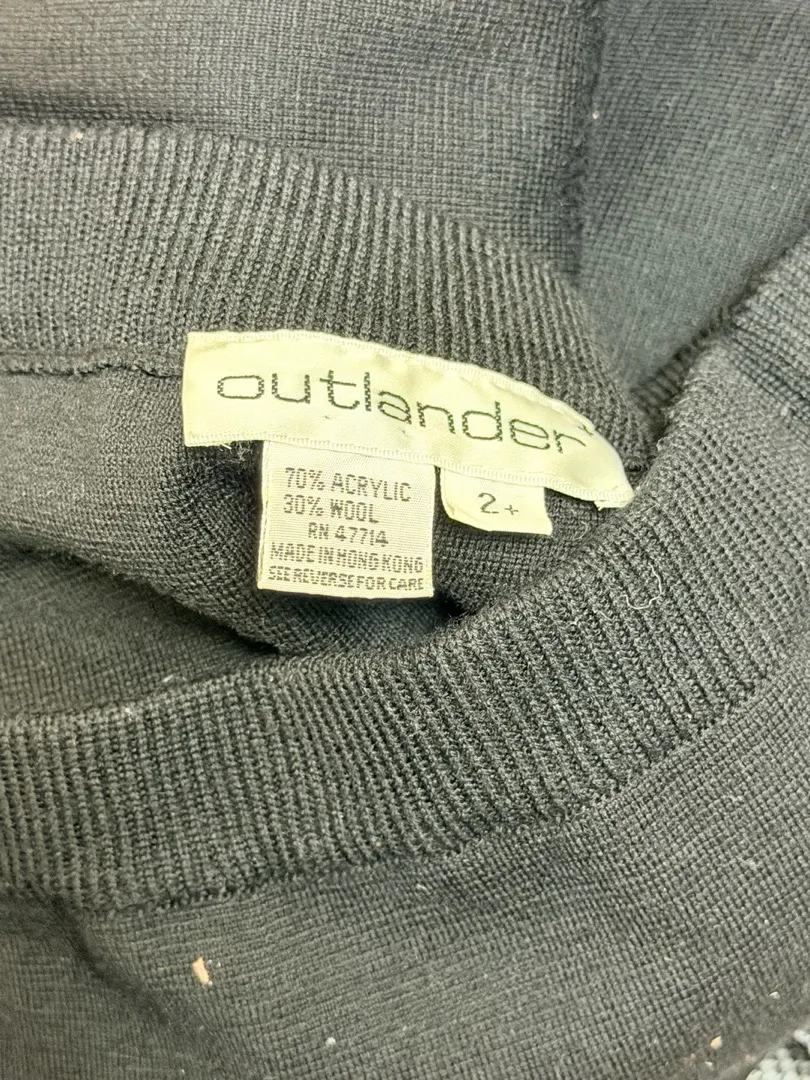 outlander+
70% ACRYLIC
30% WOOL
RN 47714
MADE IN HONG KONG
SEE REVERSE FOR CARE
2+